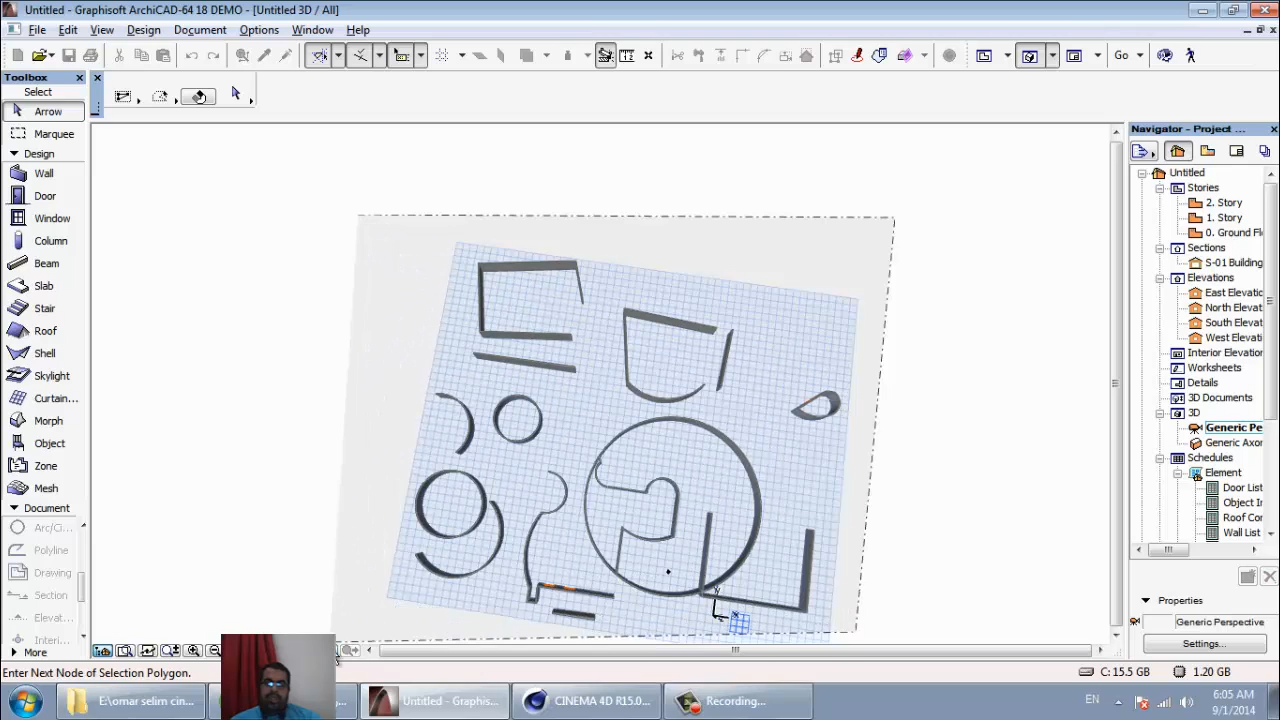 Untitled - Graphisoft ArchiCAD-64 18 DEMO - [Untitled 3D / All]
File Edit View Design Document Options Window Help
Go
Toolbox
Select
Arrow
Marquee
Design
Wall
Door
Window
Column
Beam
Slab
Stair
Roof
Shell
Skylight
Curtain...
Morph
Object
Zone
Mesh
Document
Arc/Ci...
Polyline
Drawing
Section
Elevat...
Interi...
More
Navigator - Project ...
Untitled
Stories
2. Story
1. Story
0. Ground Fl
Sections
S-01 Building
Elevations
East Elevatio
North Elevat
South Elevat
West Elevati
Interior Elevation
Worksheets
Details
3D Documents
3D
Generic Pe
Generic Axon
Schedules
Element
Door List
Object In
Roof Cor
Wall List
Properties
Generic Perspective
Settings...
Enter Next Node of Selection Polygon.
C: 15.5 GB
1.20 GB
E:\omar selim cin...
Untitled - Graphis...
CINEMA 4D R15.0...
Recording...
EN
6:05 AM
9/1/2014